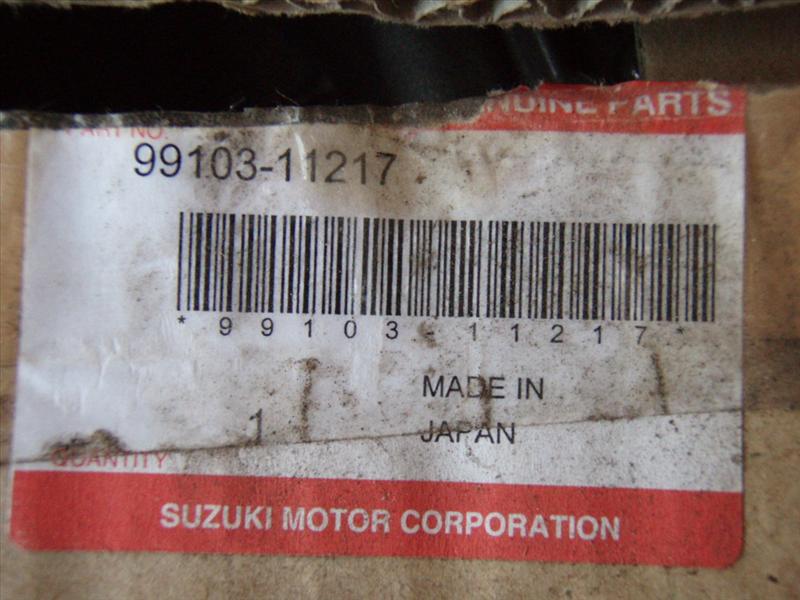 GENUINE PARTS
PART NO.
99103-11217
*99103-11217*
MADE IN
1
JAPAN
QUANTITY
SUZUKI MOTOR CORPORATION